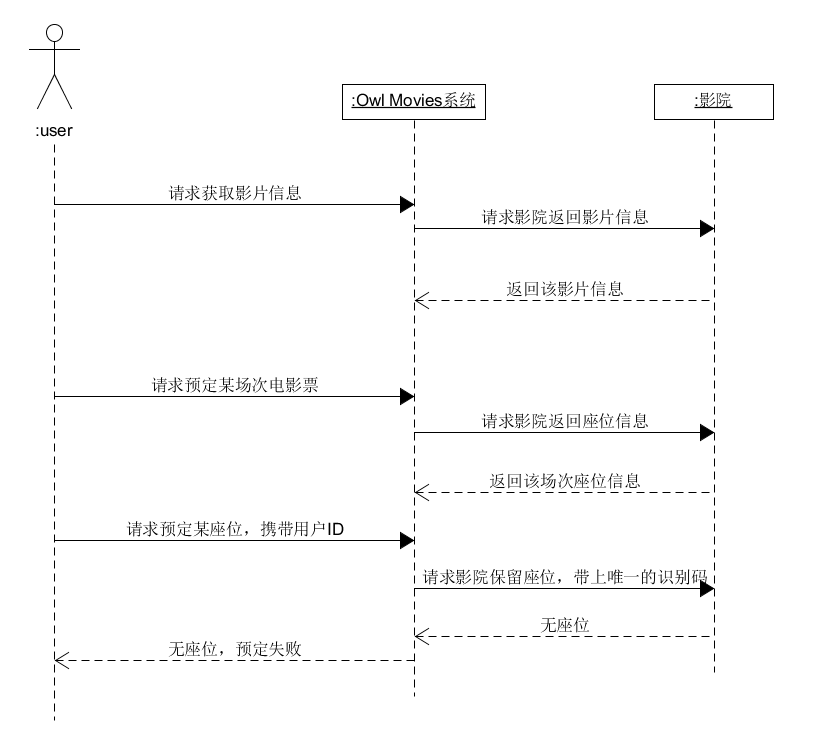 :Owl Movies系统
:影院
:user
请求获取影片信息
请求影院返回影片信息
返回该影片信息
请求预定某场次电影票
请求影院返回座位信息
返回该场次座位信息
请求预定某座位，携带用户ID
请求影院保留座位，带上唯一的识别码
无座位
无座位，预定失败